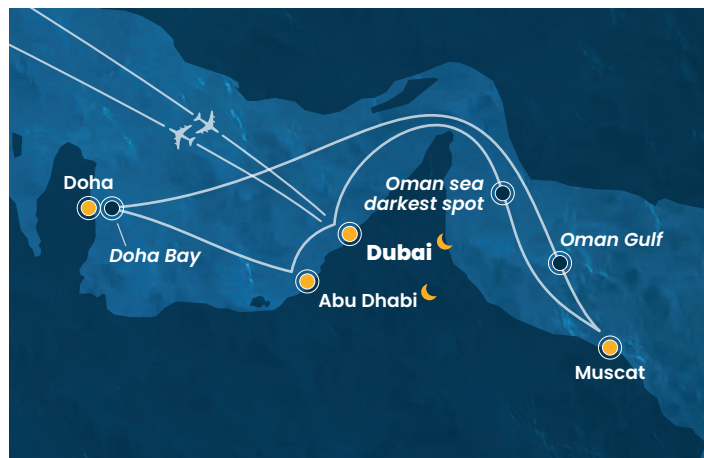 Doha
Oman sea
darkest spot
Doha Bay
Dubai
Oman Gulf
Abu Dhabi
Muscat